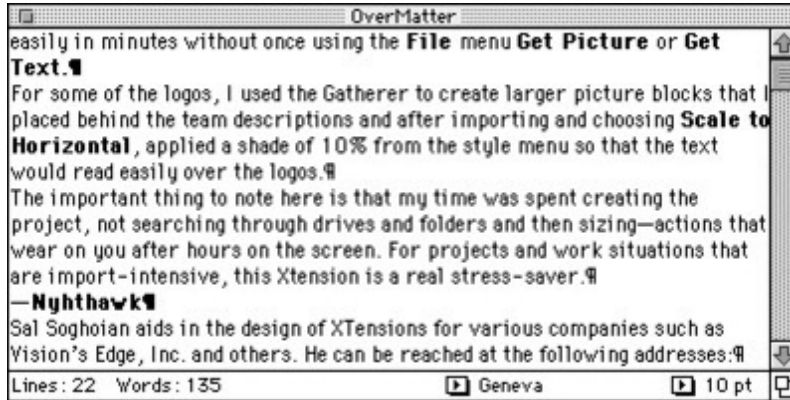 OverMatter
easily in minutes without once using the File menu Get Picture or Get
Text.¶
For some of the logos, I used the Gatherer to create larger picture blocks that I
placed behind the team descriptions and after importing and choosing Scale to
Horizontal, applied a shade of 10% from the style menu so that the text
would read easily over the logos.¶
The important thing to note here is that my time was spent creating the
project, not searching through drives and folders and then sizing—actions that
wear on you after hours on the screen. For projects and work situations that
are import-intensive, this Xtension is a real stress-saver.¶
—Nyhthawk¶
Sal Soghoian aids in the design of XTensions for various companies such as
Vision's Edge, Inc. and others. He can be reached at the following addresses:¶
Lines: 22 Words: 135 Geneva 10 pt